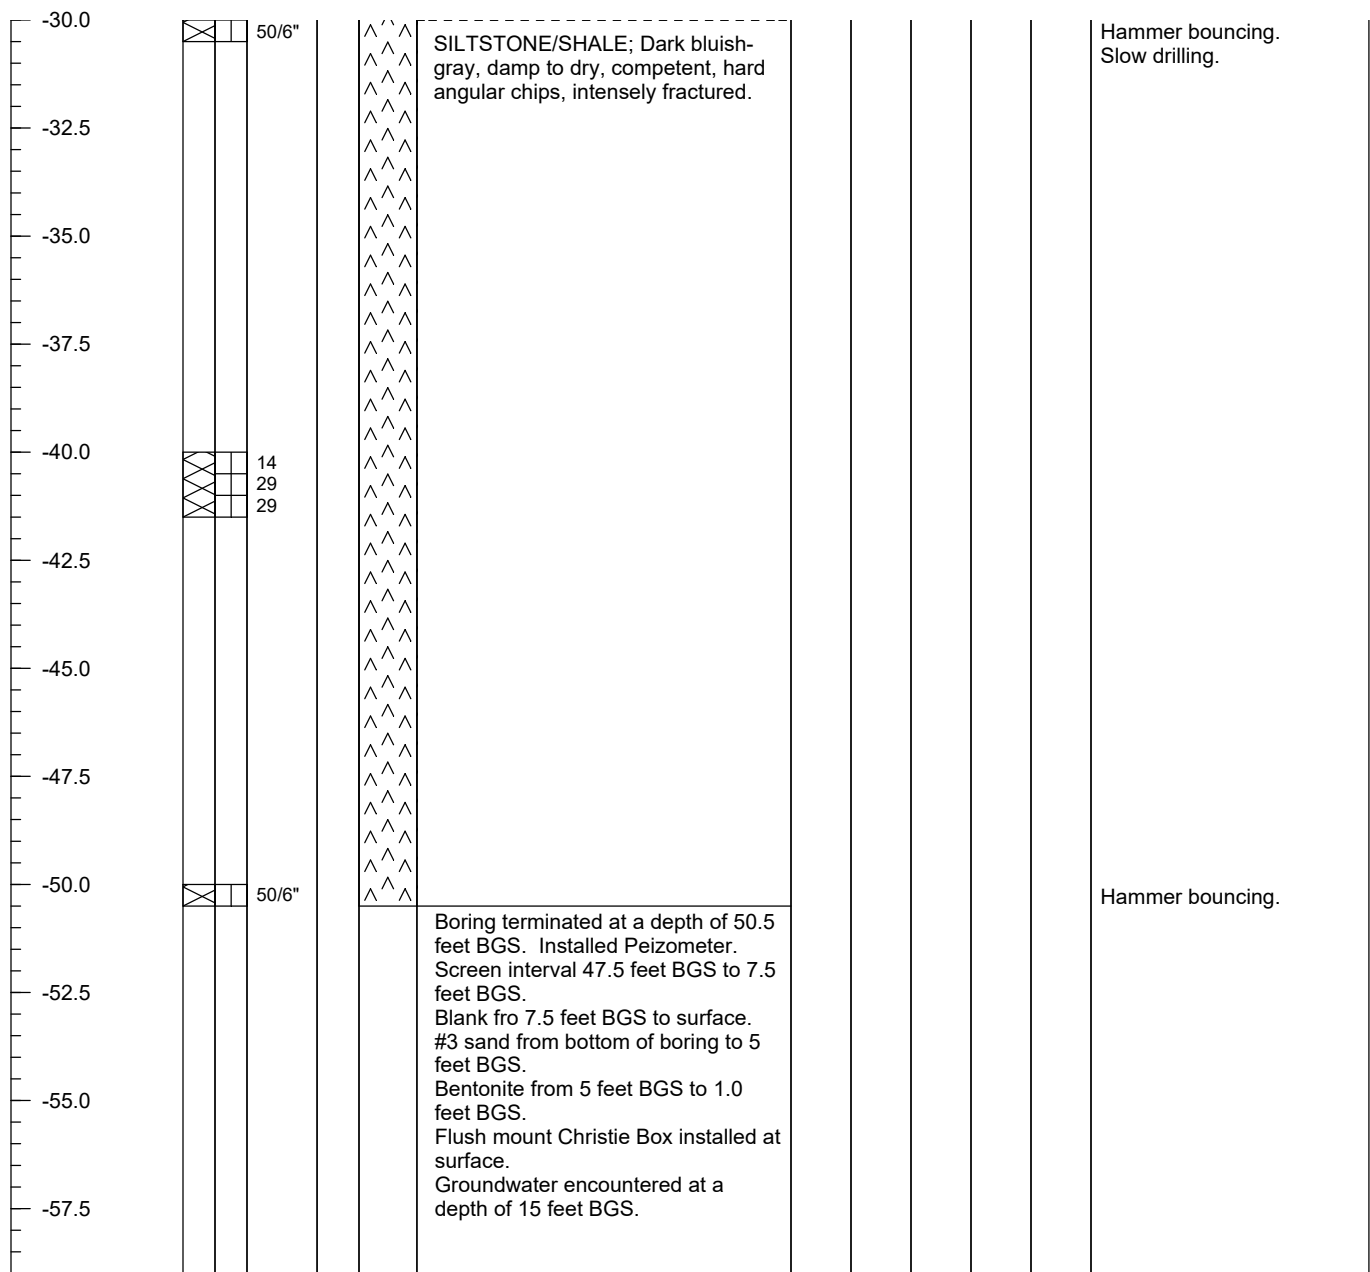 -30.0
50/6"
SILTSTONE/SHALE; Dark bluish-
gray, damp to dry, competent, hard
angular chips, intensely fractured.
Hammer bouncing.
Slow drilling.
-32.5
-35.0
-37.5
-40.0
14
29
29
-42.5
-45.0
-47.5
-50.0
50/6"
Hammer bouncing.
Boring terminated at a depth of 50.5
feet BGS.  Installed Peizometer.
Screen interval 47.5 feet BGS to 7.5
feet BGS.
Blank fro 7.5 feet BGS to surface.
#3 sand from bottom of boring to 5
feet BGS.
Bentonite from 5 feet BGS to 1.0
feet BGS.
Flush mount Christie Box installed at
surface.
Groundwater encountered at a
depth of 15 feet BGS.
-52.5
-55.0
-57.5